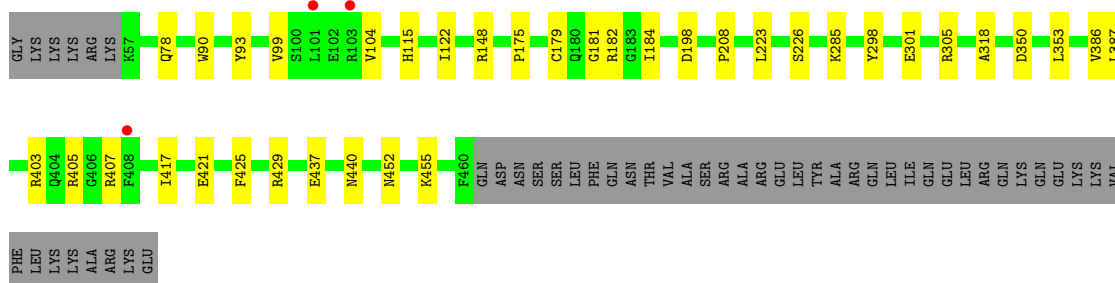 GLY LYS LYS LYS ARG LYS K57 Q78 W90 Y93 V99 S100 L101 E102 R103 V104 H115 I122 R148 P175 C179 Q180 G181 R182 G183 I184 D198 P208 L223 S226 K285 Y298 E301 R305 A318 D350 L353 V386 L387
R403 Q404 R405 G406 R407 F408 I417 E421 F425 R429 E437 N440 N452 K455 F460 GLN ASP ASN SER SER LEU PHE GLN ASN THR VAL ALA SER ARG ALA ARG GLU LEU TYR ALA ARG GLN LEU ILE GLN GLU LEU ARG GLN LYS GLN GLU LYS LYS VAL
PHE LEU LYS LYS ALA ARG LYS GLU